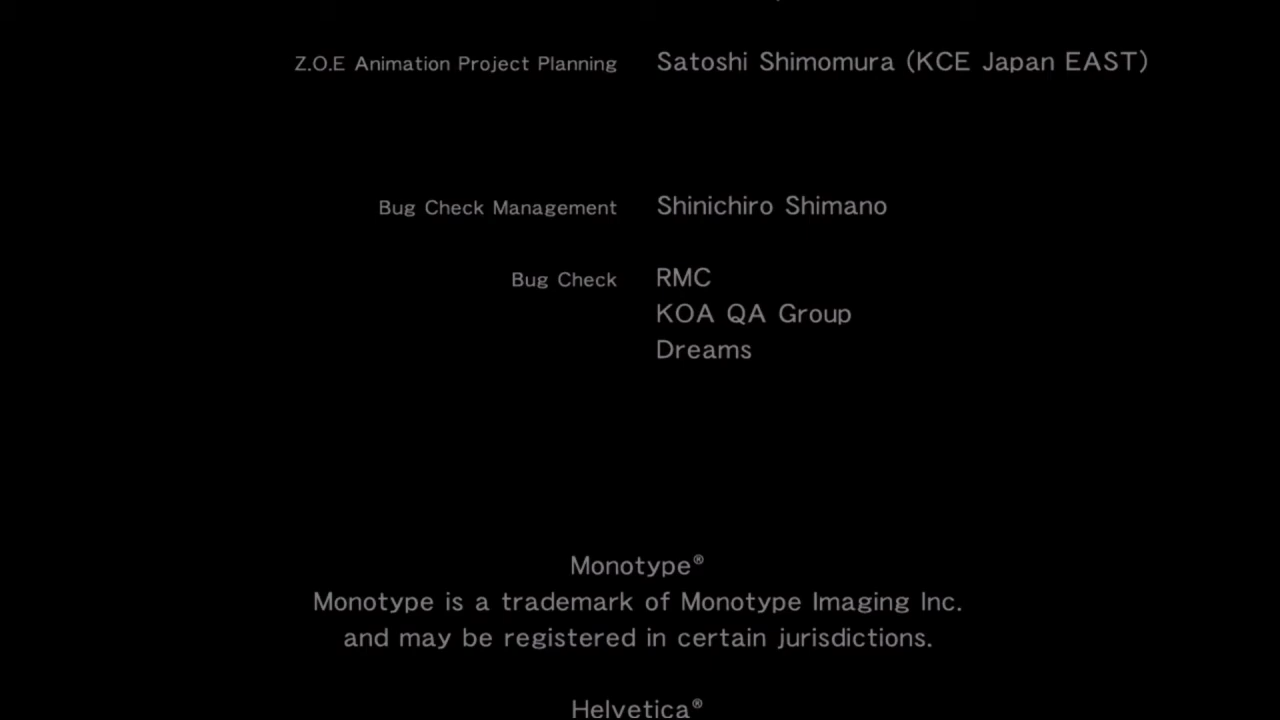 Z.O.E Animation Project Planning Satoshi Shimomura (KCE Japan EAST)
Bug Check Management Shinichiro Shimano
Bug Check RMC
KOA QA Group
Dreams
Monotype®
Monotype is a trademark of Monotype Imaging Inc.
and may be registered in certain jurisdictions.
Helvetica®